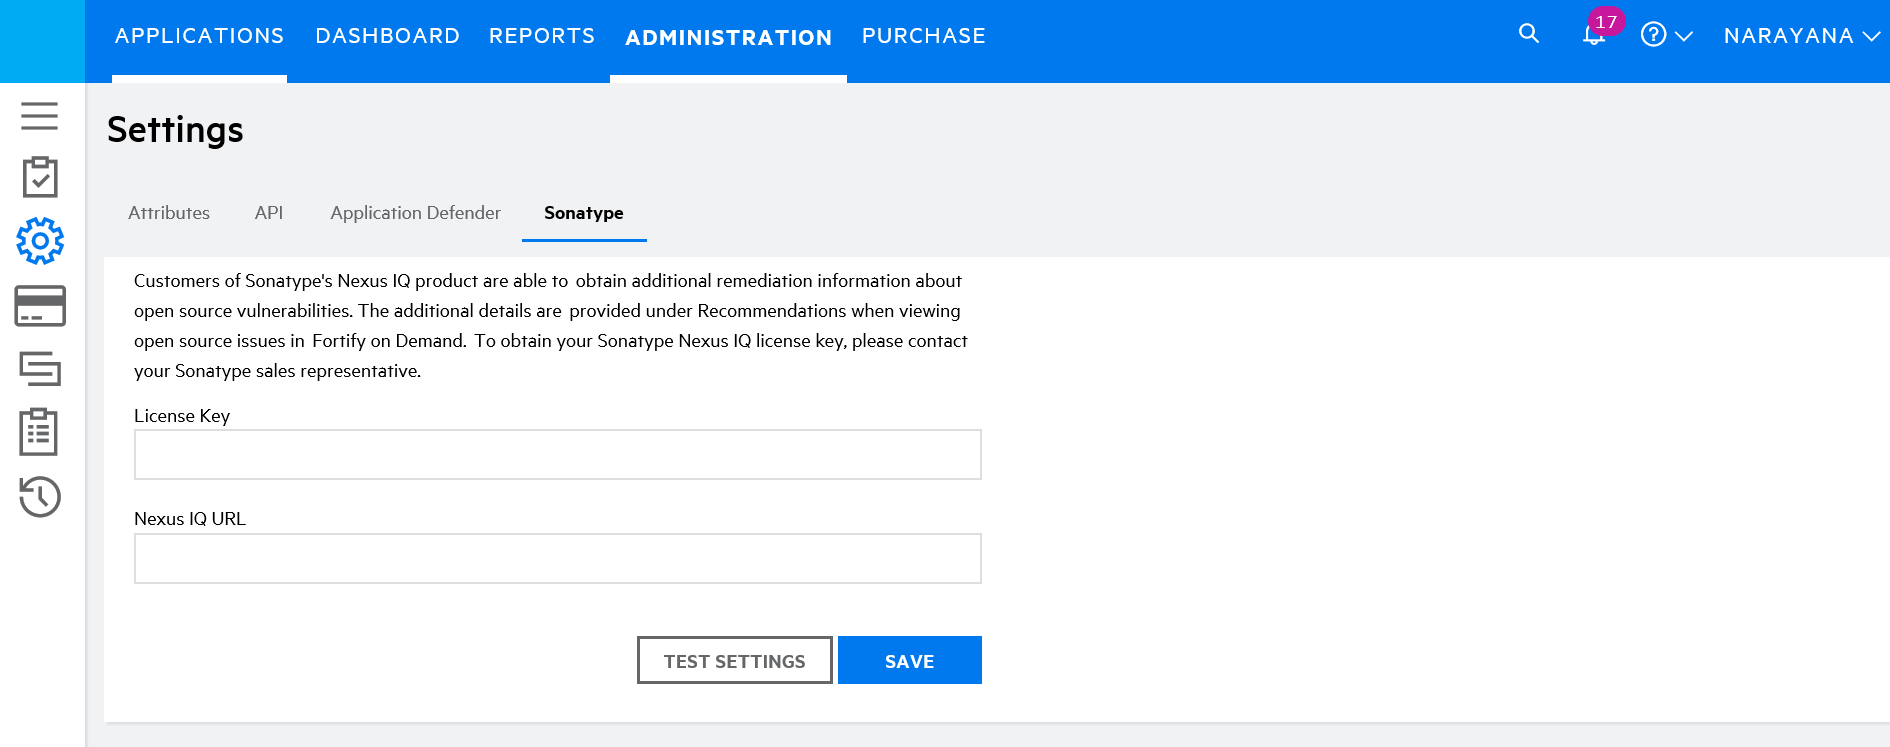 APPLICATIONS DASHBOARD REPORTS ADMINISTRATION PURCHASE 17 NARAYANA
Settings
Attributes API Application Defender Sonatype
Customers of Sonatype's Nexus IQ product are able to obtain additional remediation information about
open source vulnerabilities. The additional details are provided under Recommendations when viewing
open source issues in Fortify on Demand. To obtain your Sonatype Nexus IQ license key, please contact
your Sonatype sales representative.
License Key
Nexus IQ URL
TEST SETTINGS SAVE